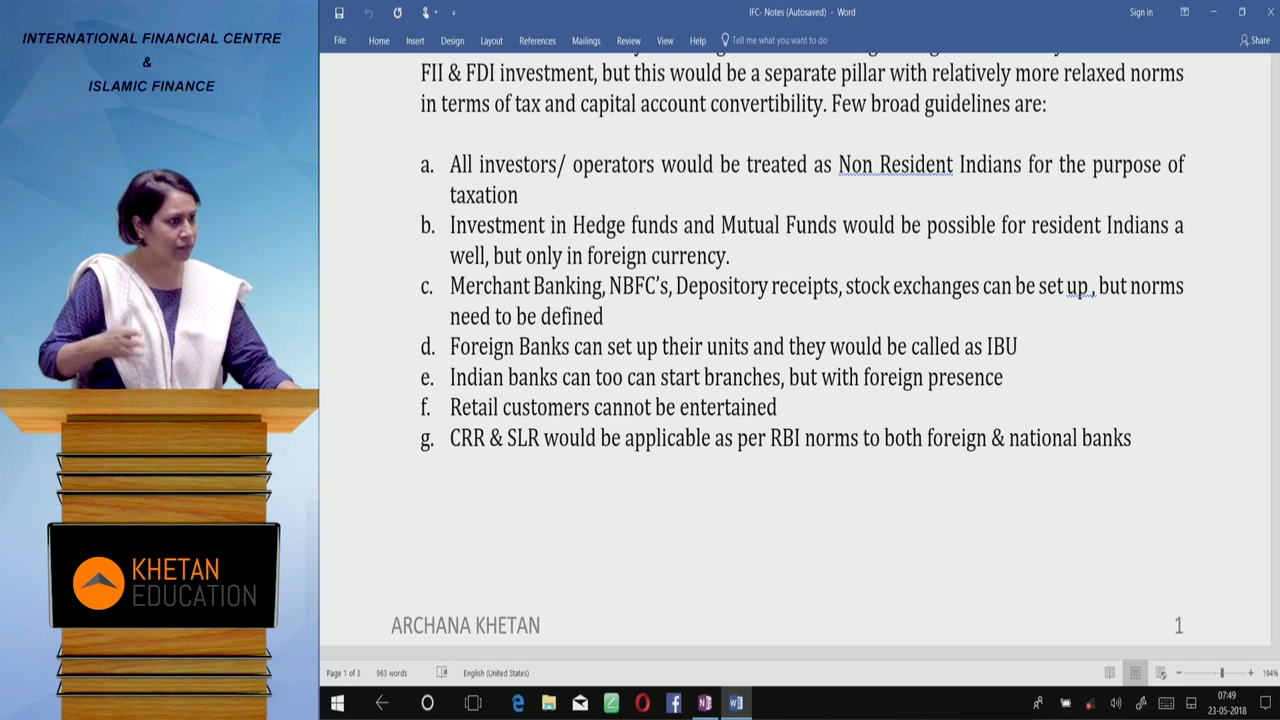 INTERNATIONAL FINANCIAL CENTRE
&
ISLAMIC FINANCE
IFC- Notes (Autosaved) - Word
Sign in
File Home Insert Design Layout References Mailings Review View Help Tell me what you want to do Share
FII & FDI investment, but this would be a separate pillar with relatively more relaxed norms
in terms of tax and capital account convertibility. Few broad guidelines are:
a. All investors/ operators would be treated as Non Resident Indians for the purpose of
taxation
b. Investment in Hedge funds and Mutual Funds would be possible for resident Indians a
well, but only in foreign currency.
c. Merchant Banking, NBFC's, Depository receipts, stock exchanges can be set up , but norms
need to be defined
d. Foreign Banks can set up their units and they would be called as IBU
e. Indian banks can too can start branches, but with foreign presence
f. Retail customers cannot be entertained
g. CRR & SLR would be applicable as per RBI norms to both foreign & national banks
KHETAN
EDUCATION
ARCHANA KHETAN 1
Page 1 of 3 963 words English (United States) 194%
07:49
23-05-2018